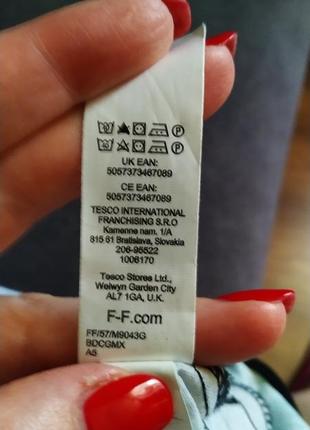 UK EAN:
5057373467089
CE EAN:
5057373467089
TESCO INTERNATIONAL
FRANCHISING S.R.O
Kamenne nam. 1/A
815 61 Bratislava, Slovakia
206-95522
1006170
Tesco Stores Ltd.,
Welwyn Garden City
AL7 1GA, U.K.
F-F.com
FF/57/M9043G
BDCGMX
A5